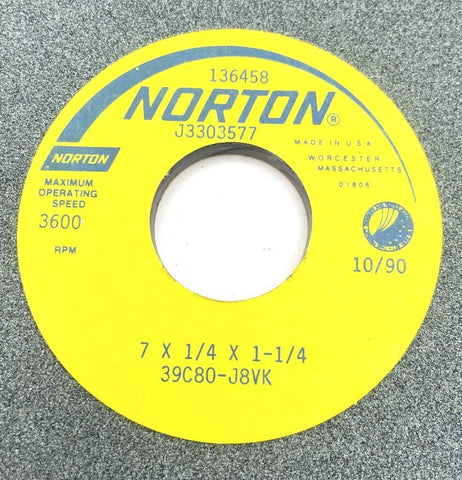 136458
NORTON®
J3303577
MADE IN U S A
WORCESTER
MASSACHUSETTS
01606
NORTON
MAXIMUM
OPERATING
SPEED
3600
RPM
10/90
7 X 1/4 X 1-1/4
39C80-J8VK